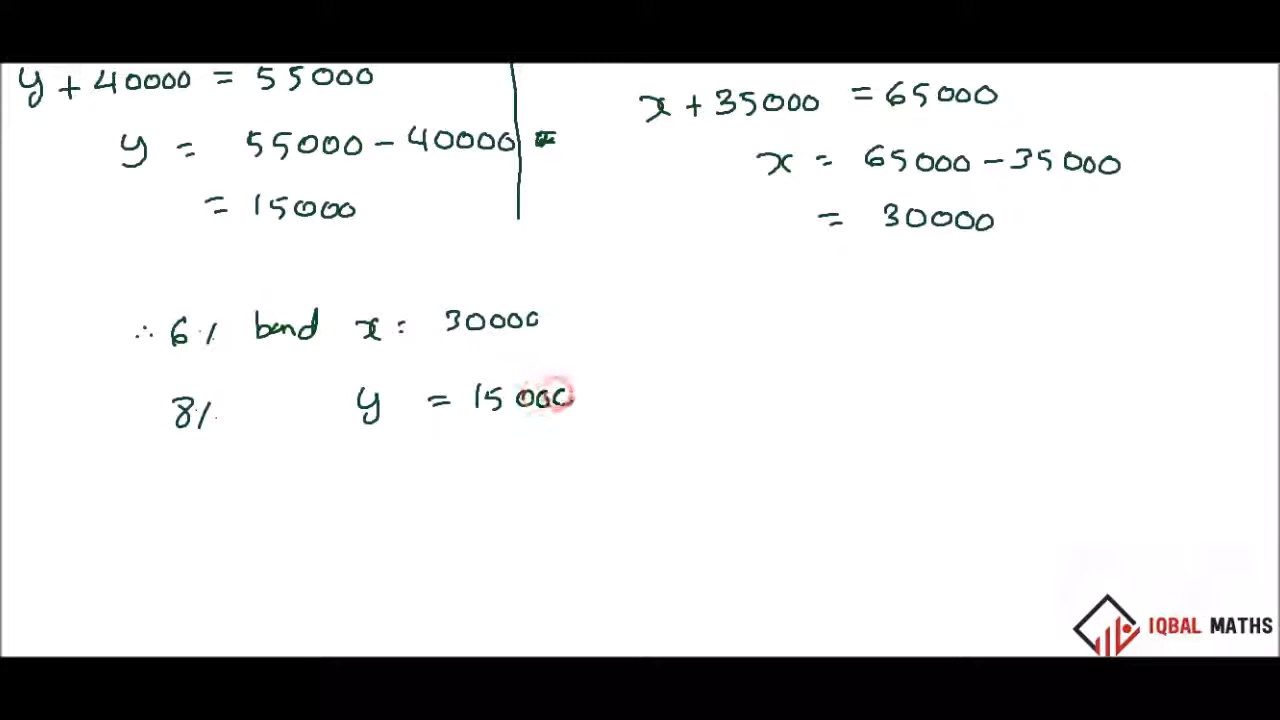 y + 40000 = 55000
y = 55000 - 40000 =
= 15000
x + 35000 = 65000
x = 65000 - 35000
= 30000
∴ 6% bond x = 30000
8% y = 15000
IQBAL MATHS